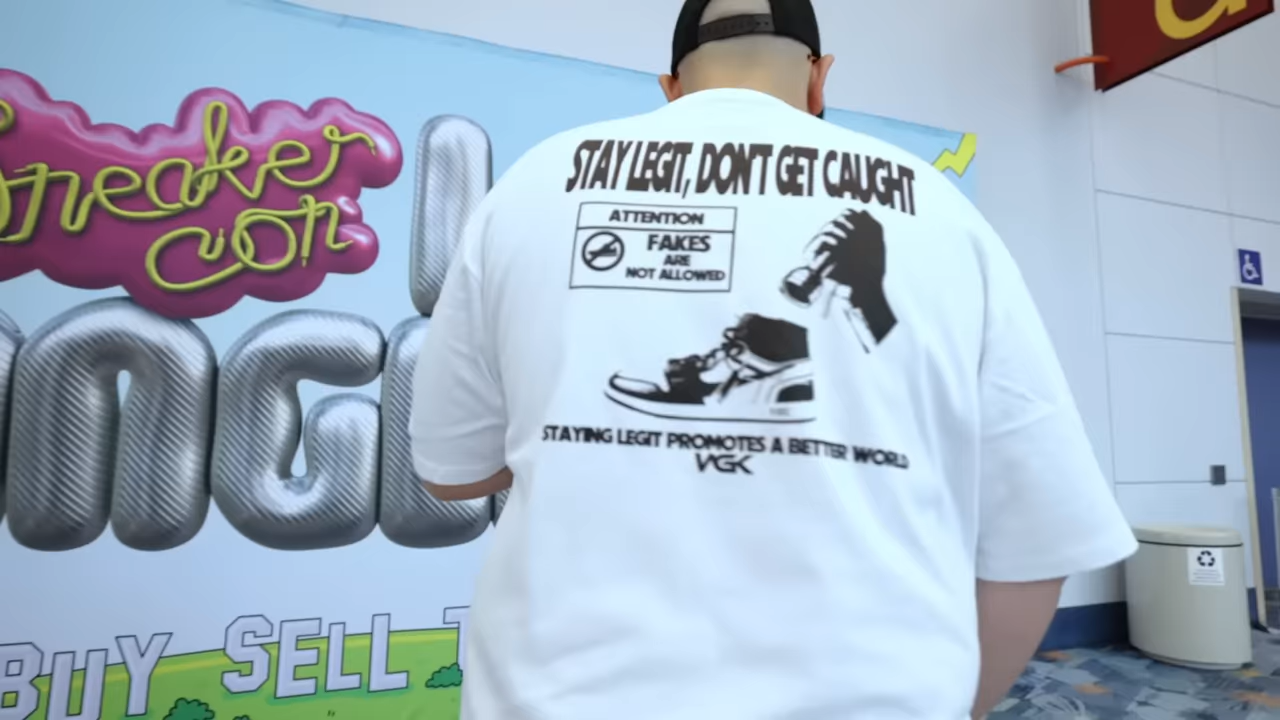 Sneaker
con
BUY SELL
STAY LEGIT, DON'T GET CAUGHT
ATTENTION
FAKES
ARE
NOT ALLOWED
STAYING LEGIT PROMOTES A BETTER WORLD
VGK